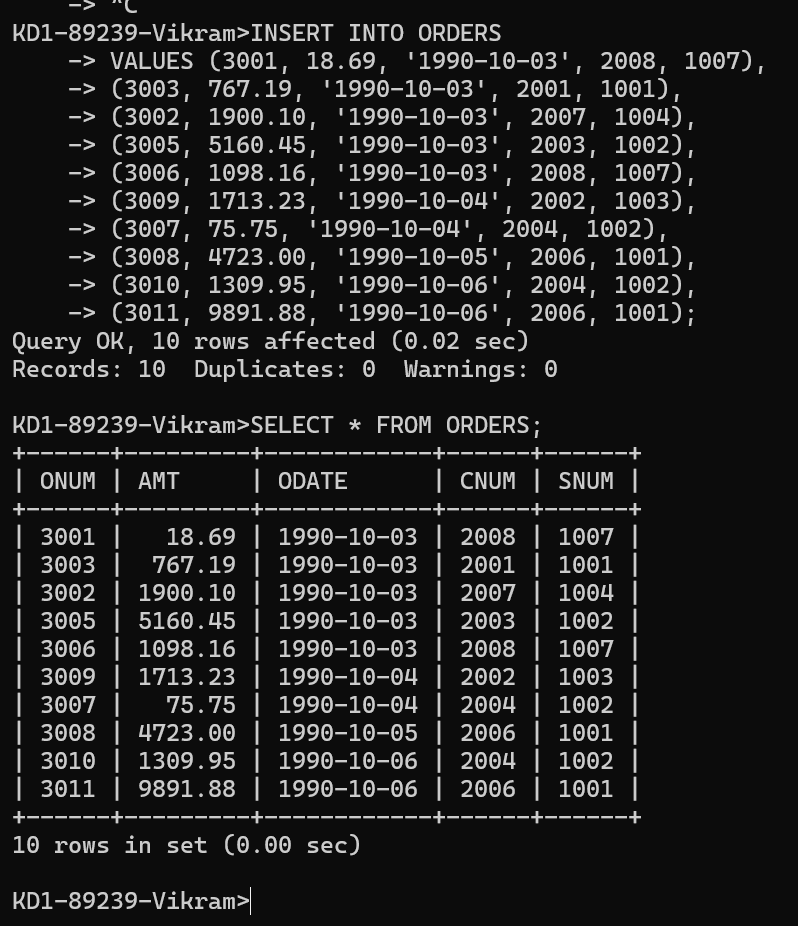 -> ^C
KD1-89239-Vikram>INSERT INTO ORDERS
-> VALUES (3001, 18.69, '1990-10-03', 2008, 1007),
-> (3003, 767.19, '1990-10-03', 2001, 1001),
-> (3002, 1900.10, '1990-10-03', 2007, 1004),
-> (3005, 5160.45, '1990-10-03', 2003, 1002),
-> (3006, 1098.16, '1990-10-03', 2008, 1007),
-> (3009, 1713.23, '1990-10-04', 2002, 1003),
-> (3007, 75.75, '1990-10-04', 2004, 1002),
-> (3008, 4723.00, '1990-10-05', 2006, 1001),
-> (3010, 1309.95, '1990-10-06', 2004, 1002),
-> (3011, 9891.88, '1990-10-06', 2006, 1001);
Query OK, 10 rows affected (0.02 sec)
Records: 10  Duplicates: 0  Warnings: 0
KD1-89239-Vikram>SELECT * FROM ORDERS;
+------+---------+------------+------+------+
| ONUM | AMT     | ODATE      | CNUM | SNUM |
+------+---------+------------+------+------+
| 3001 |   18.69 | 1990-10-03 | 2008 | 1007 |
| 3003 |  767.19 | 1990-10-03 | 2001 | 1001 |
| 3002 | 1900.10 | 1990-10-03 | 2007 | 1004 |
| 3005 | 5160.45 | 1990-10-03 | 2003 | 1002 |
| 3006 | 1098.16 | 1990-10-03 | 2008 | 1007 |
| 3009 | 1713.23 | 1990-10-04 | 2002 | 1003 |
| 3007 |   75.75 | 1990-10-04 | 2004 | 1002 |
| 3008 | 4723.00 | 1990-10-05 | 2006 | 1001 |
| 3010 | 1309.95 | 1990-10-06 | 2004 | 1002 |
| 3011 | 9891.88 | 1990-10-06 | 2006 | 1001 |
+------+---------+------------+------+------+
10 rows in set (0.00 sec)
KD1-89239-Vikram>